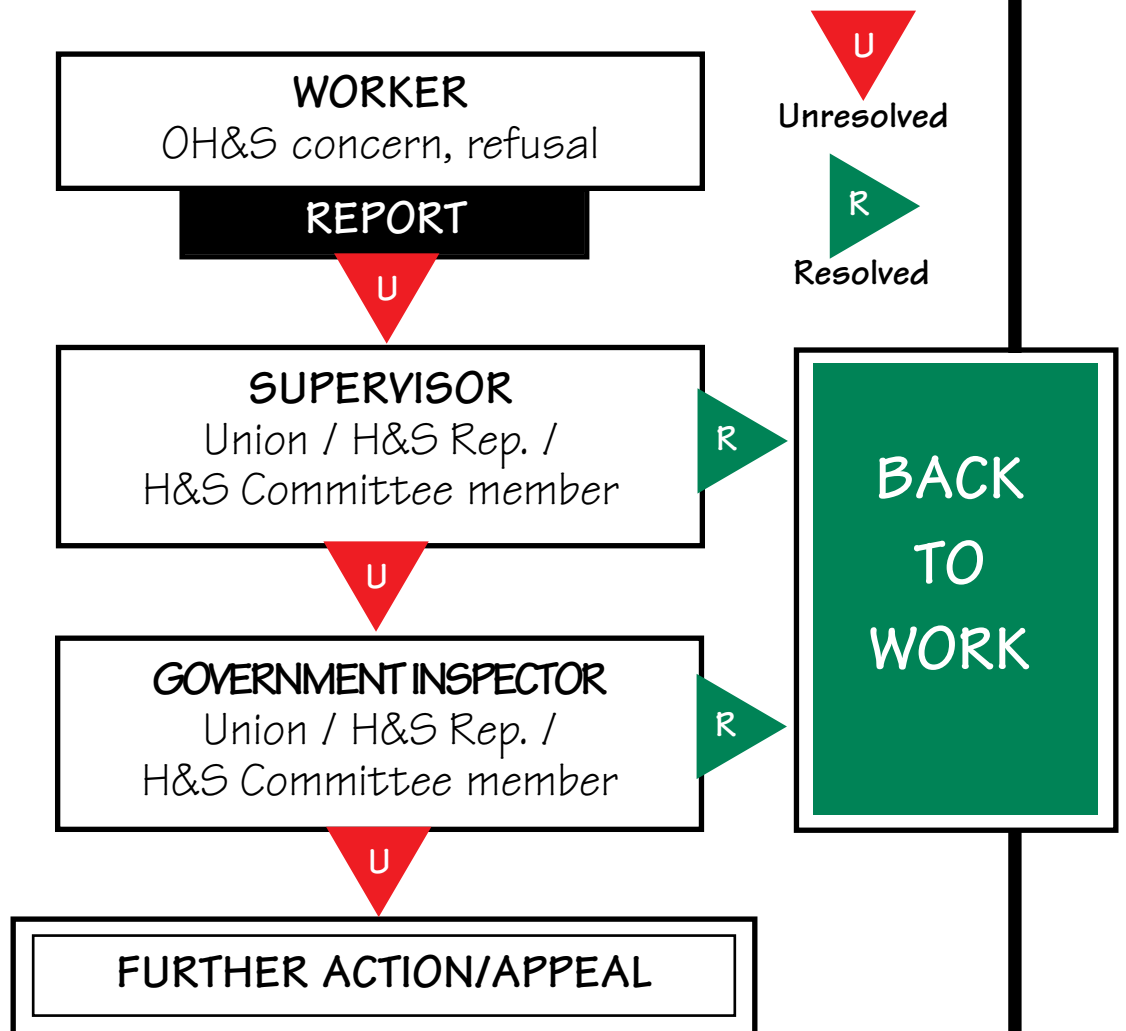 U
Unresolved
R
Resolved
WORKER
OH&S concern, refusal
REPORT
U
SUPERVISOR
Union / H&S Rep. /
H&S Committee member
R
U
GOVERNMENT INSPECTOR
Union / H&S Rep. /
H&S Committee member
R
U
FURTHER ACTION/APPEAL
BACK
TO
WORK